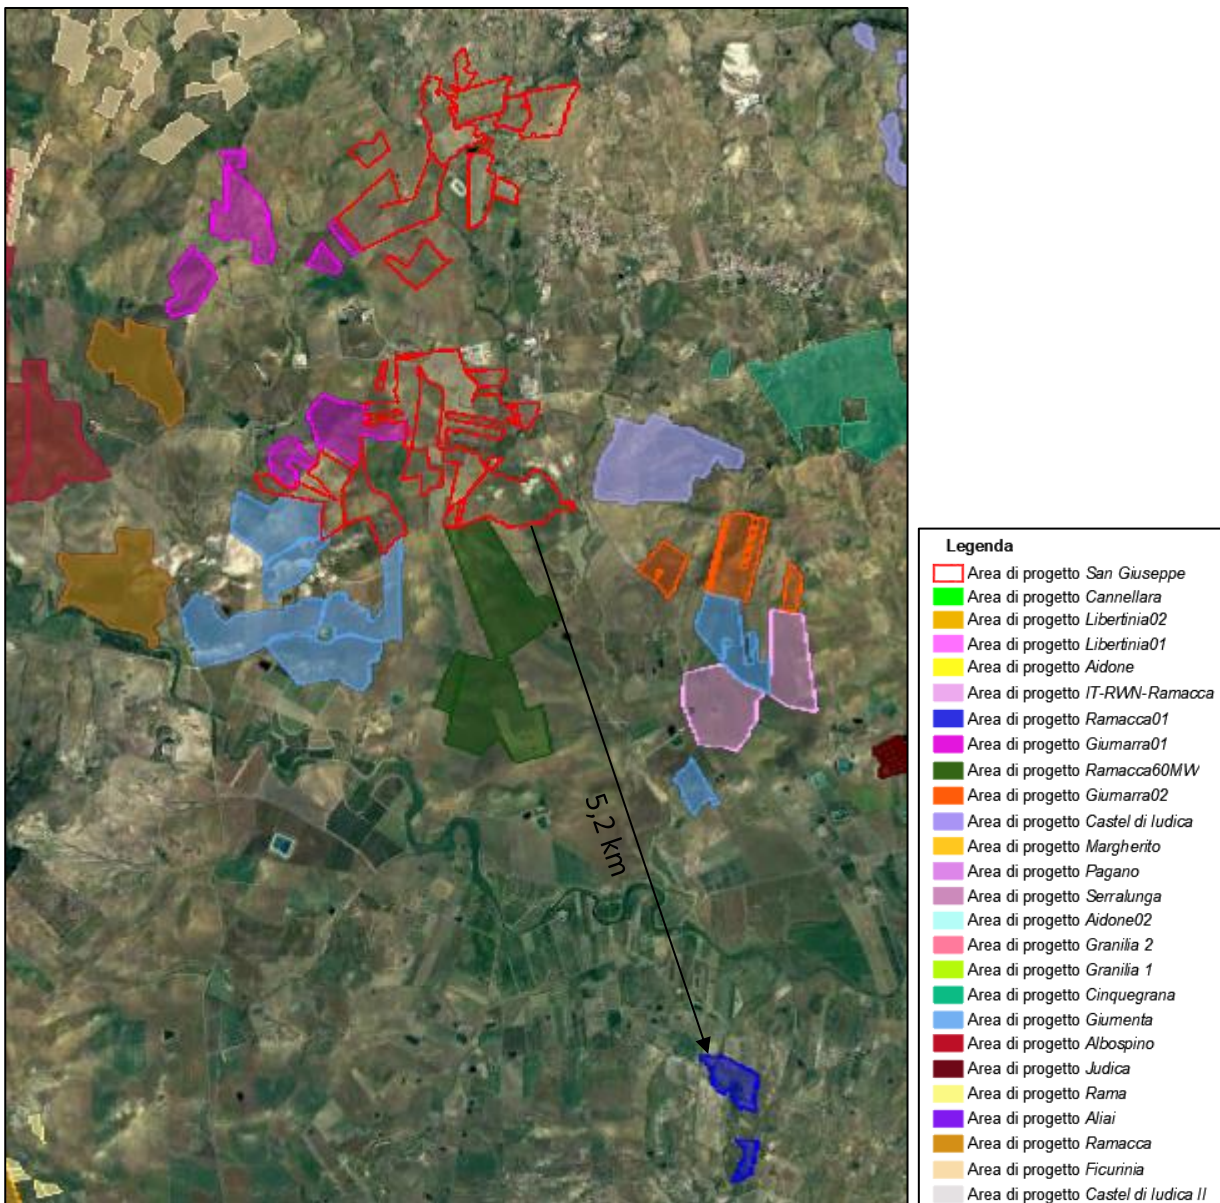 5,2 km
Legenda
Area di progetto San Giuseppe
Area di progetto Cannellara
Area di progetto Libertinia02
Area di progetto Libertinia01
Area di progetto Aidone
Area di progetto IT-RWN-Ramacca
Area di progetto Ramacca01
Area di progetto Giumarra01
Area di progetto Ramacca60MW
Area di progetto Giumarra02
Area di progetto Castel di Iudica
Area di progetto Margherito
Area di progetto Pagano
Area di progetto Serralunga
Area di progetto Aidone02
Area di progetto Granilia 2
Area di progetto Granilia 1
Area di progetto Cinquegrana
Area di progetto Giumenta
Area di progetto Albospino
Area di progetto Judica
Area di progetto Rama
Area di progetto Aliai
Area di progetto Ramacca
Area di progetto Ficurinia
Area di progetto Castel di Iudica II